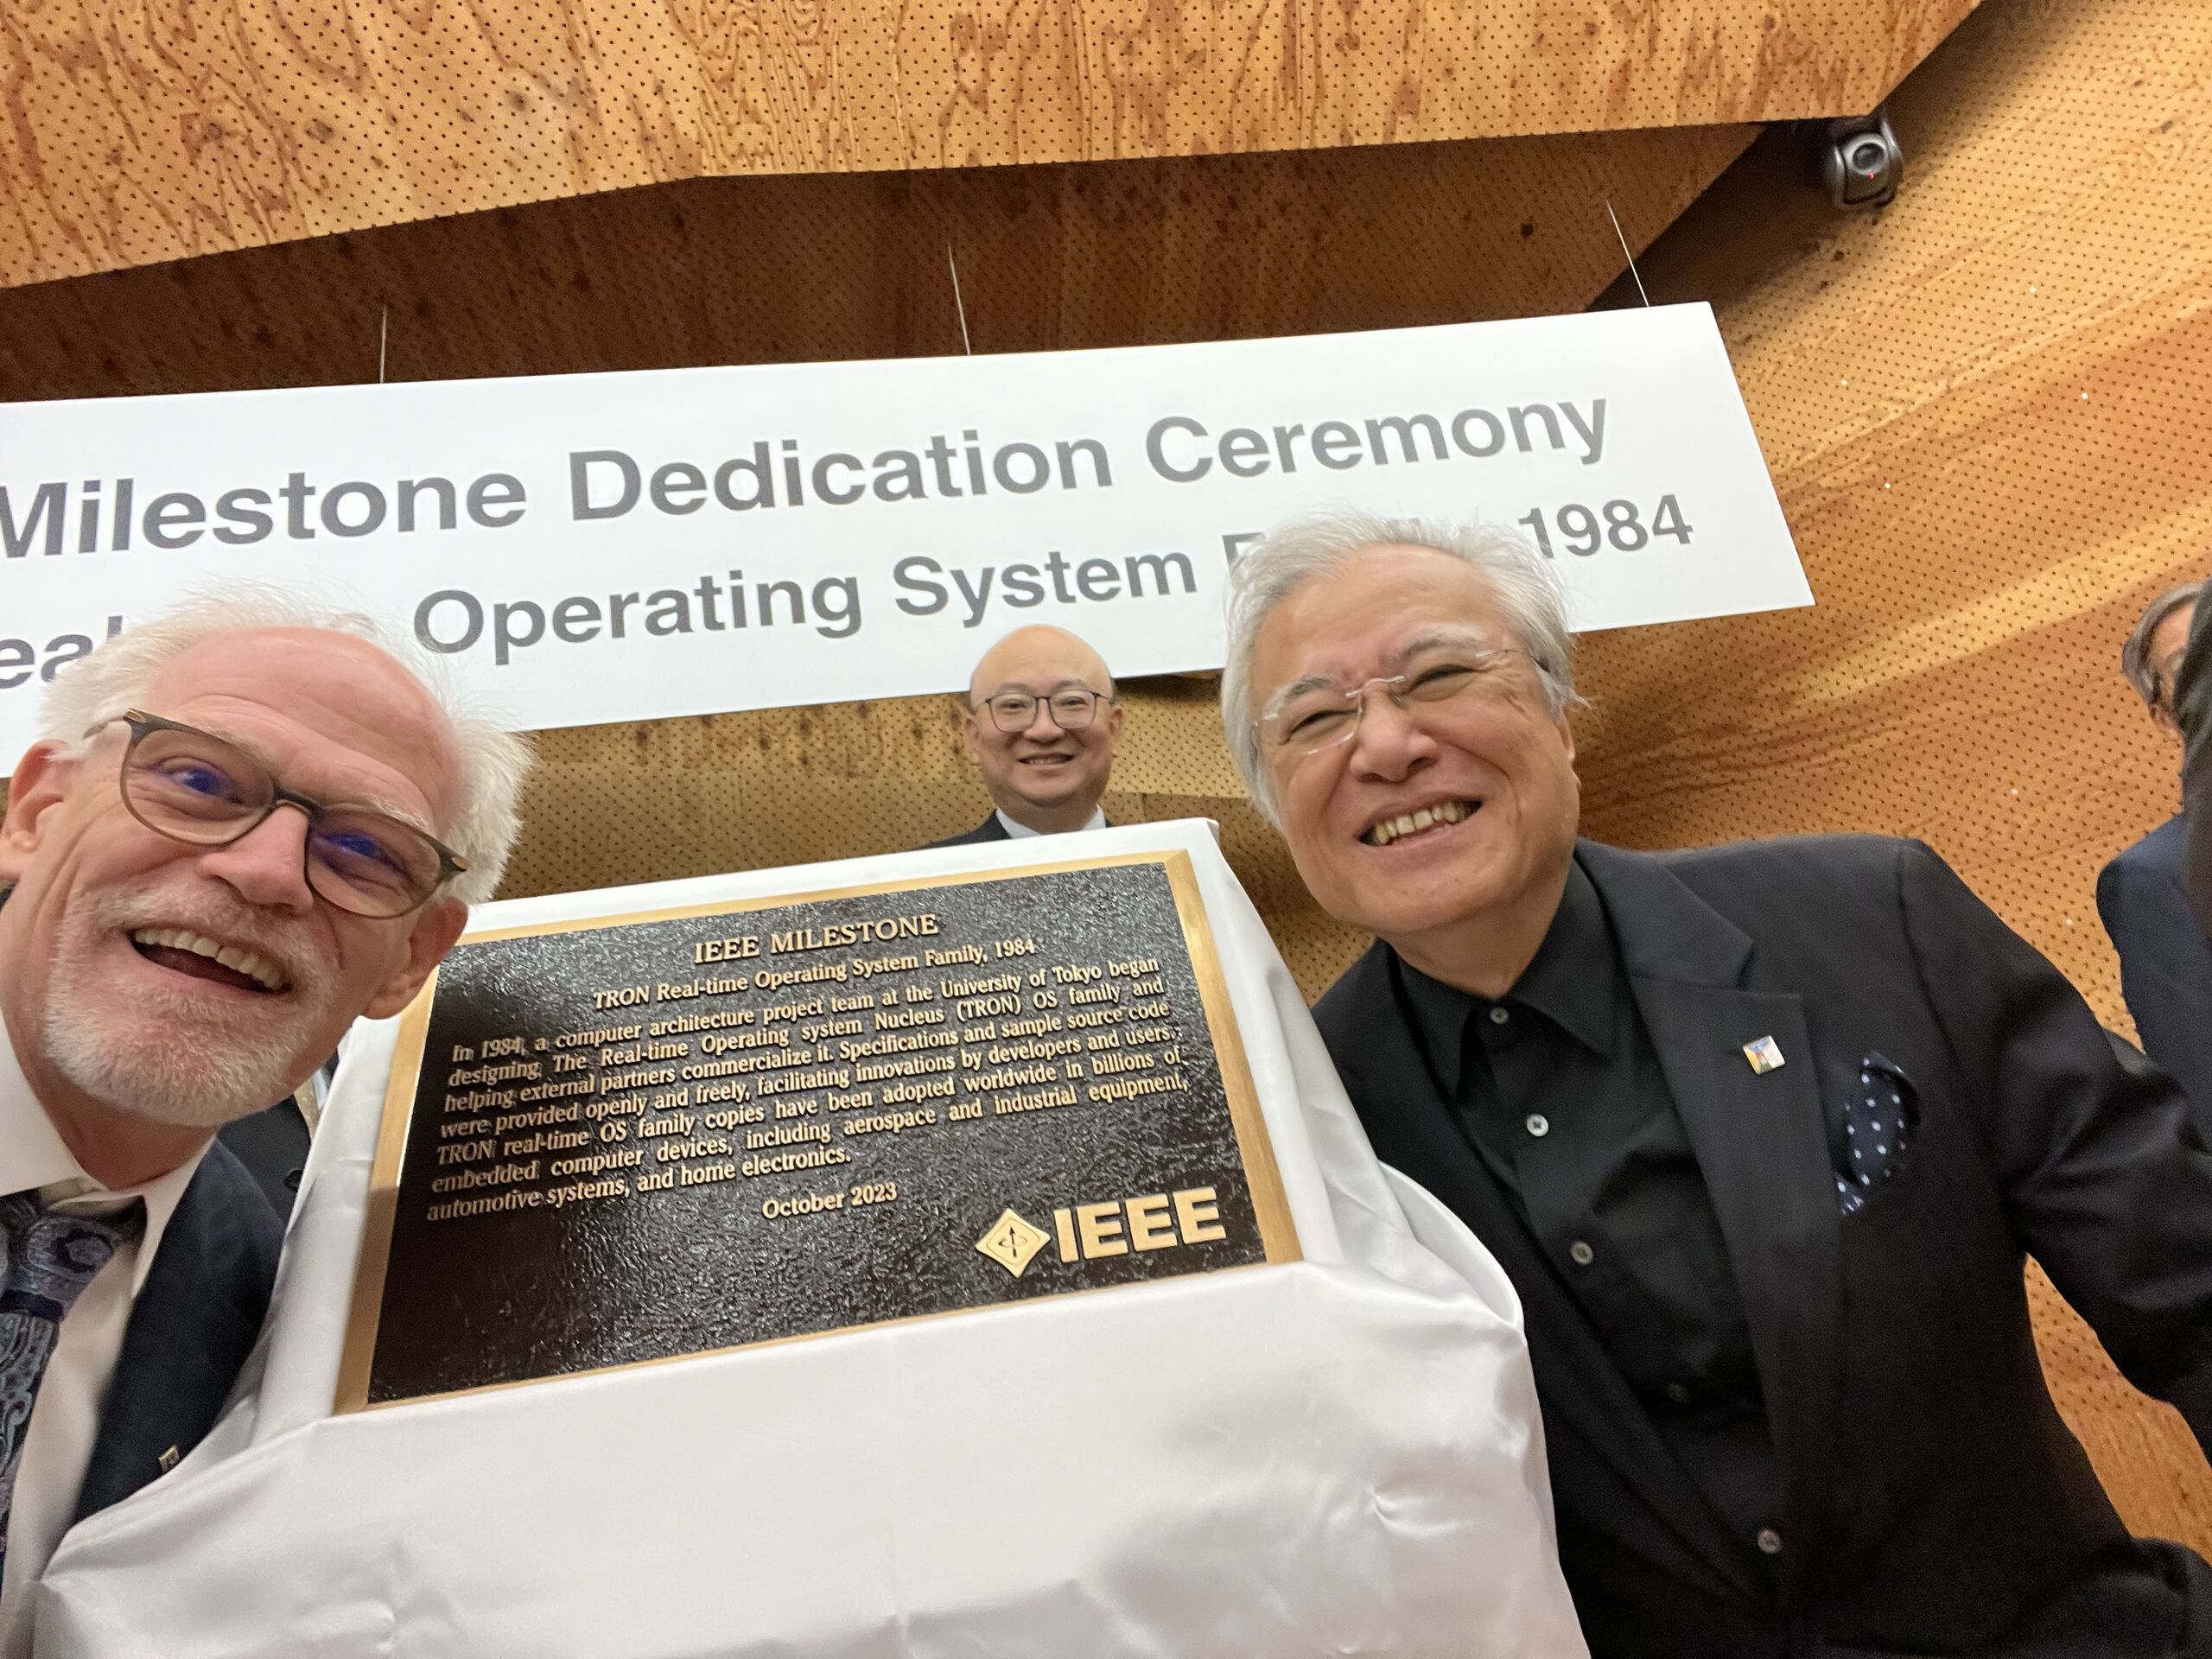 Milestone Dedication Ceremony
Operating System 1984
IEEE MILESTONE
TRON Real-time Operating System Family, 1984
In 1984, a computer architecture project team at the University of Tokyo began
designing The Real-time Operating system Nucleus (TRON) OS family and
helping external partners commercialize it. Specifications and sample source code
were provided openly and freely, facilitating innovations by developers and users.
TRON real-time OS family copies have been adopted worldwide in billions of
embedded computer devices, including aerospace and industrial equipment,
automotive systems, and home electronics.
October 2023
IEEE